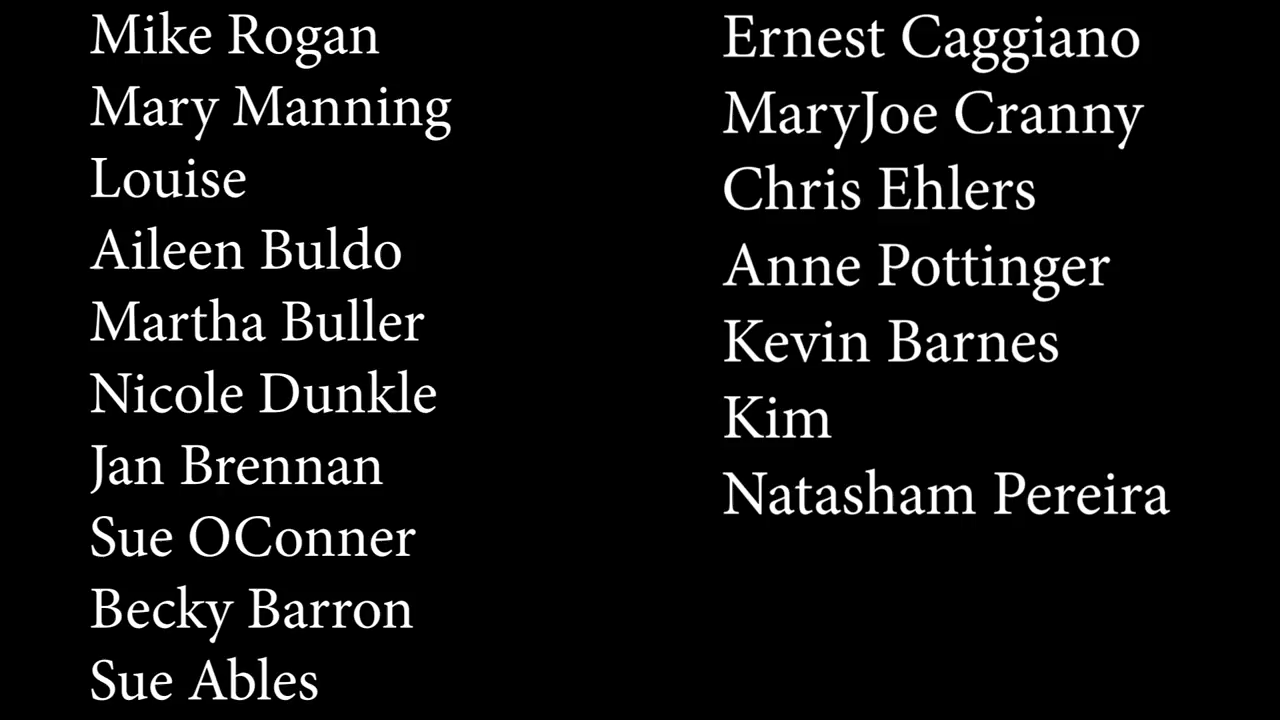 Mike Rogan
Mary Manning
Louise
Aileen Buldo
Martha Buller
Nicole Dunkle
Jan Brennan
Sue OConner
Becky Barron
Sue Ables
Ernest Caggiano
MaryJoe Cranny
Chris Ehlers
Anne Pottinger
Kevin Barnes
Kim
Natasham Pereira